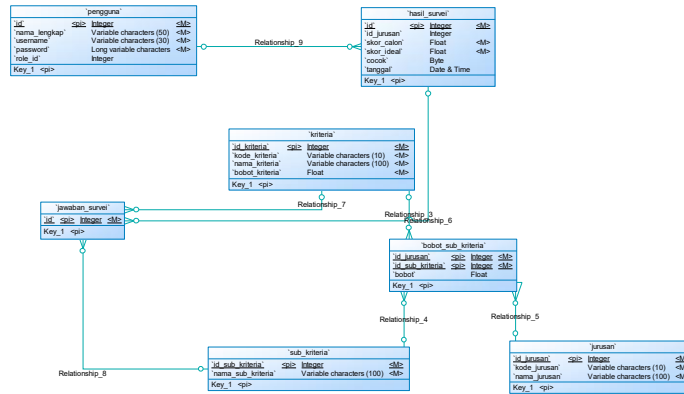 `pengguna`
`id` <pi> Integer <M>
`nama_lengkap` Variable characters (50) <M>
`username` Variable characters (30) <M>
`password` Long variable characters <M>
`role_id` Integer
Key_1 <pi>
`hasil_survei`
`id` <pi> Integer <M>
`id_jurusan` Integer
`skor_calon` Float <M>
`skor_ideal` Float <M>
`cocok` Byte
`tanggal` Date & Time
Key_1 <pi>
Relationship_9
`kriteria`
`id_kriteria` <pi> Integer <M>
`kode_kriteria` Variable characters (10) <M>
`nama_kriteria` Variable characters (100) <M>
`bobot_kriteria` Float <M>
Key_1 <pi>
Relationship_7
`jawaban_survei`
`id` <pi> Integer <M>
Key_1 <pi>
Relationship_3
Relationship_6
`bobot_sub_kriteria`
`id_jurusan` <pi> Integer <M>
`id_sub_kriteria` <pi> Integer <M>
`bobot` Float
Key_1 <pi>
Relationship_4
Relationship_5
`sub_kriteria`
`id_sub_kriteria` <pi> Integer <M>
`nama_sub_kriteria` Variable characters (100) <M>
Key_1 <pi>
Relationship_8
`jurusan`
`id_jurusan` <pi> Integer <M
`kode_jurusan` Variable characters (10) <M
`nama_jurusan` Variable characters (100) <M
Key_1 <pi>